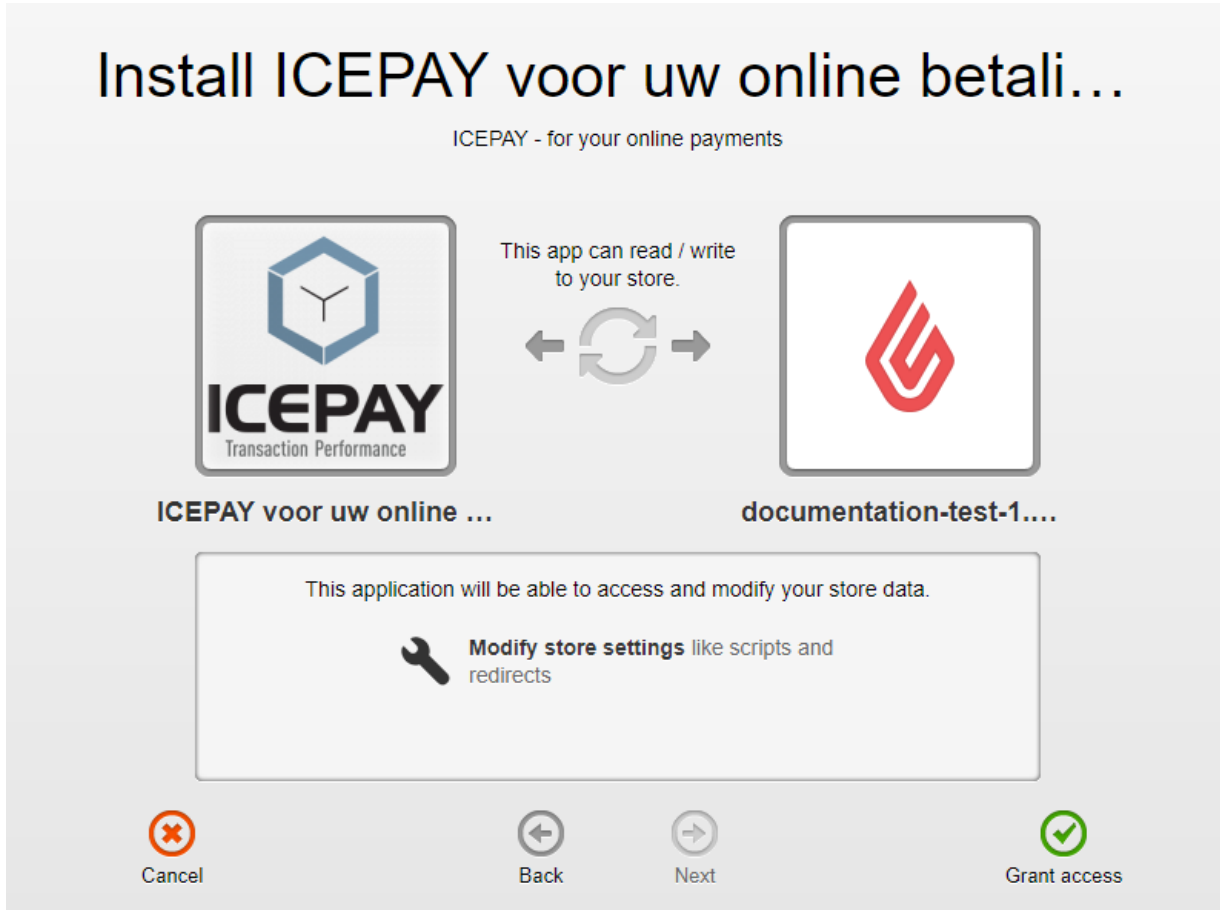 Install ICEPAY voor uw online betali…
ICEPAY - for your online payments
This app can read / write
to your store.
ICEPAY
Transaction Performance
ICEPAY voor uw online …
documentation-test-1.…
This application will be able to access and modify your store data.
Modify store settings like scripts and
redirects
Cancel
Back
Next
Grant access